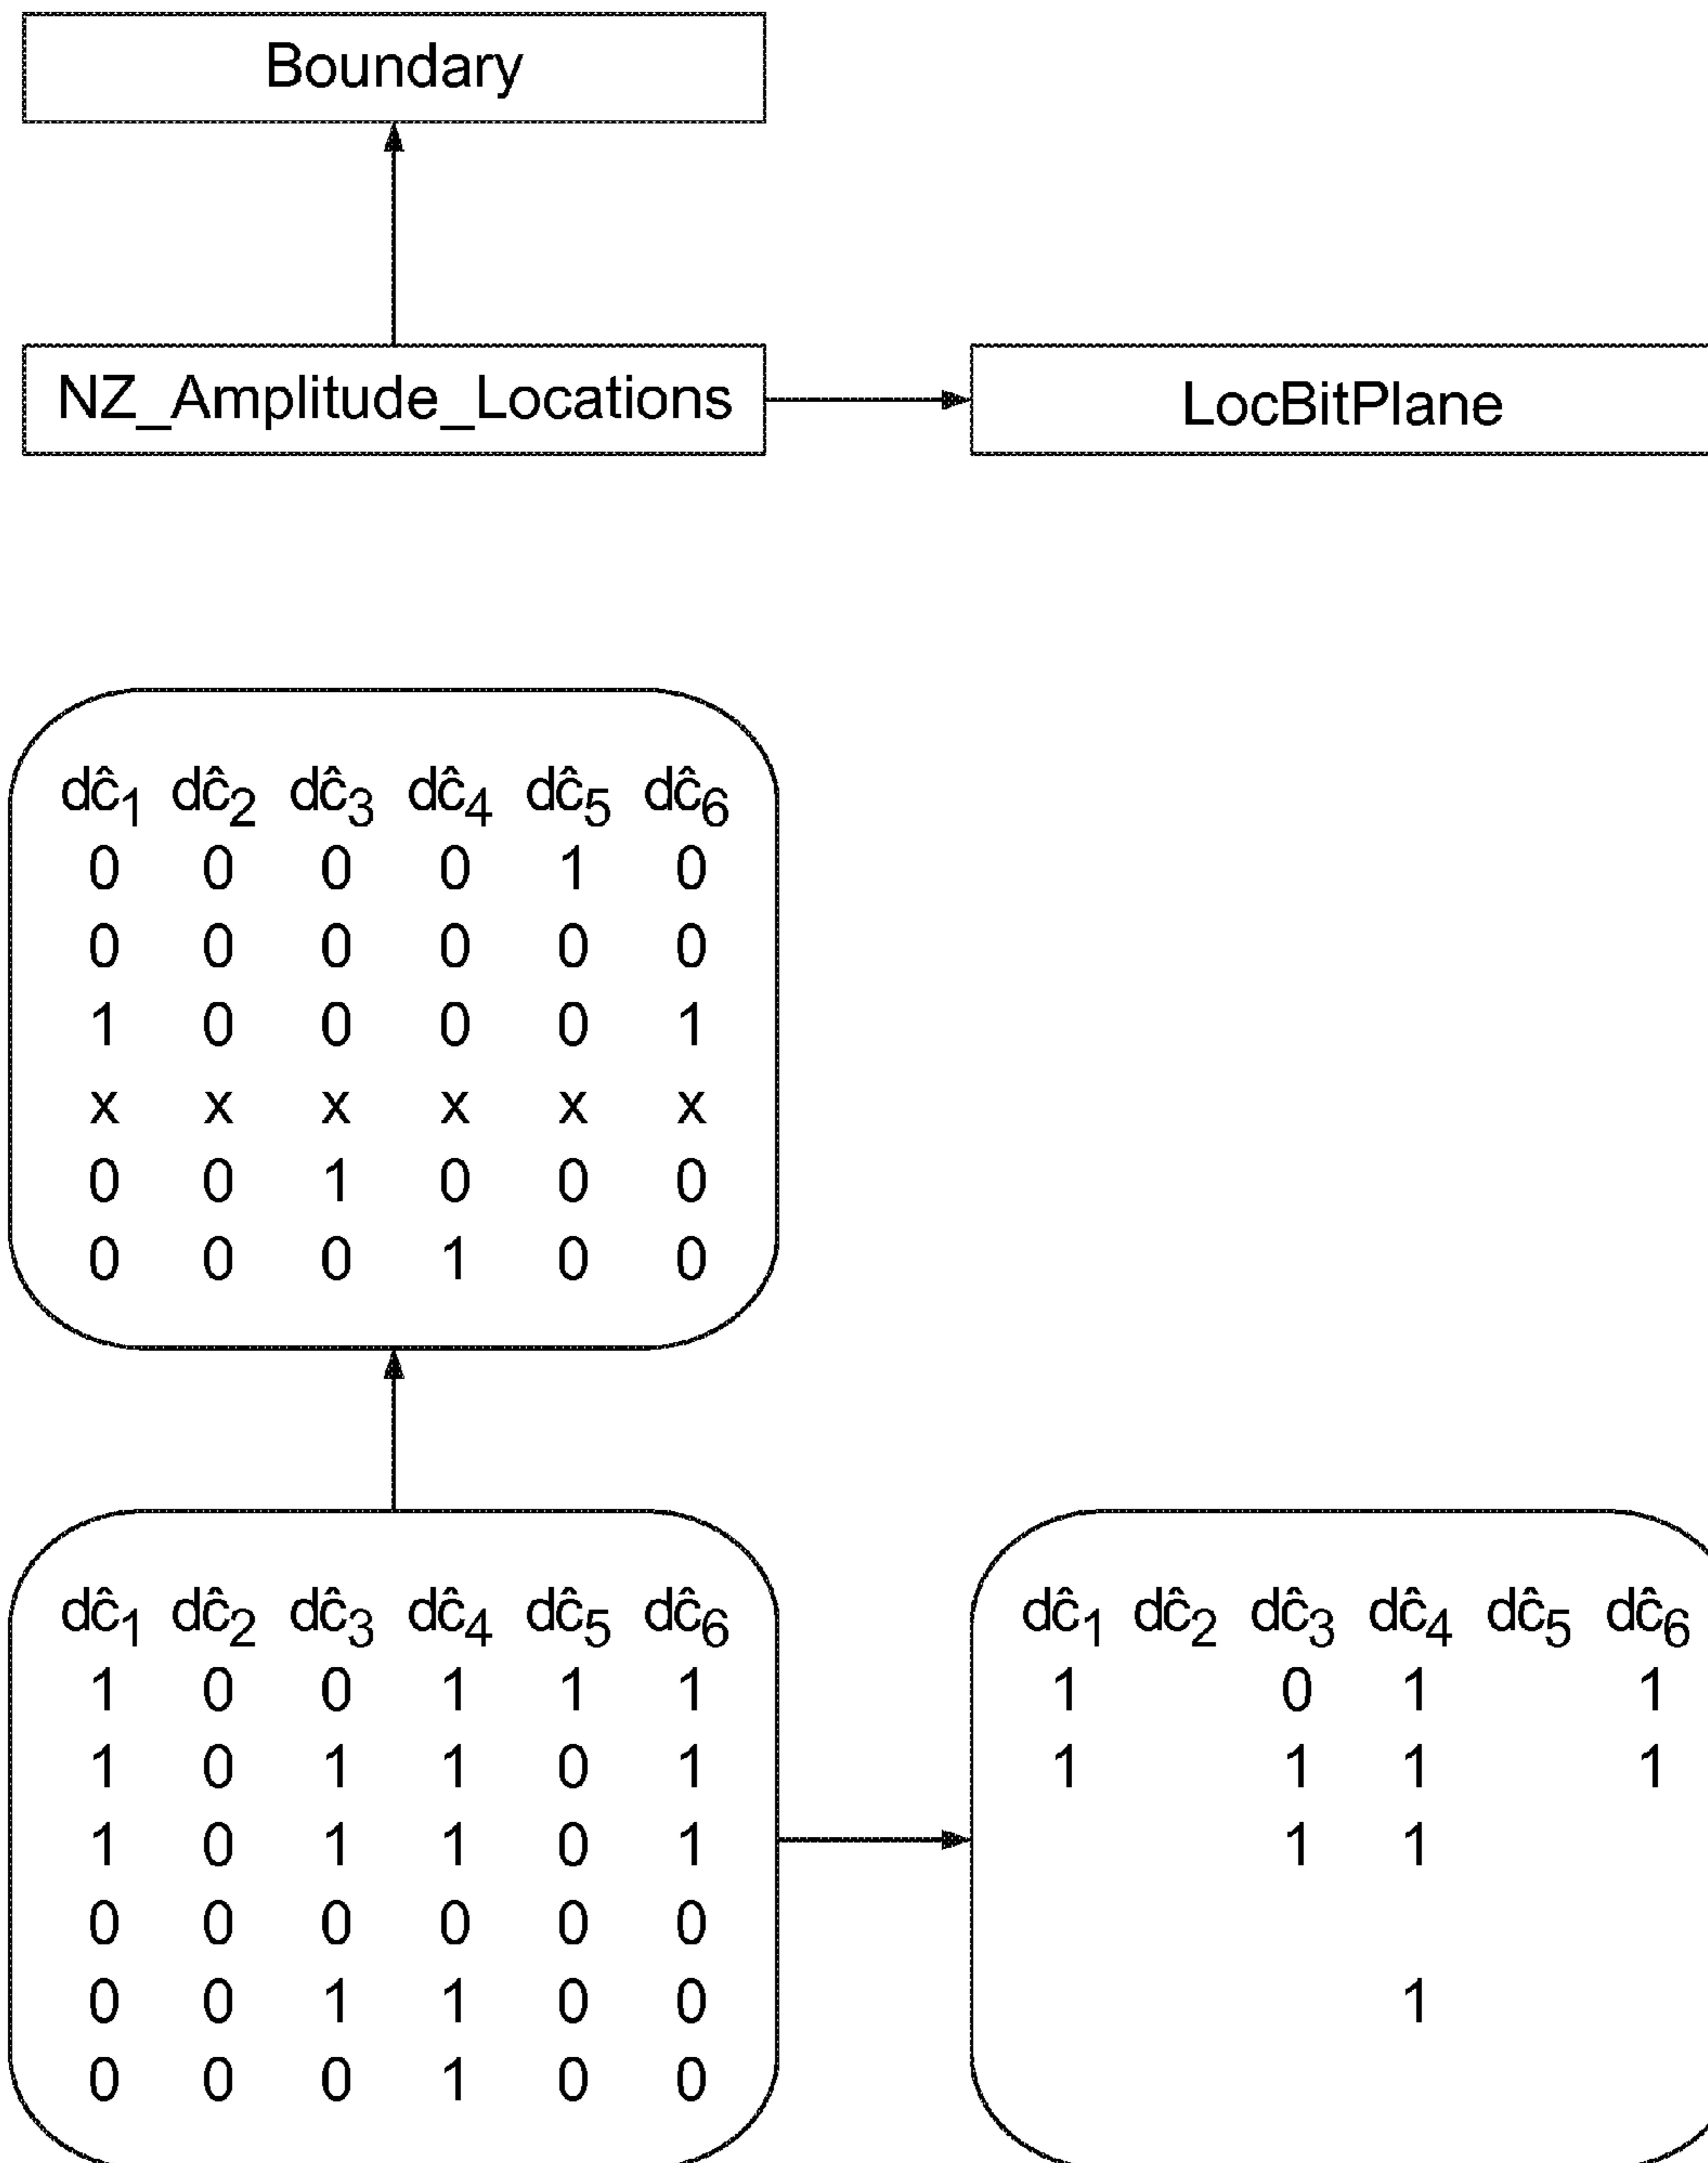 Boundary
NZ_Amplitude_Locations
LocBitPlane
dĉ1 dĉ2 dĉ3 dĉ4 dĉ5 dĉ6
0 0 0 0 1 0
0 0 0 0 0 0
1 0 0 0 0 1
x x x x x x
0 0 1 0 0 0
0 0 0 1 0 0
dĉ1 dĉ2 dĉ3 dĉ4 dĉ5 dĉ6
1 0 0 1 1 1
1 0 1 1 0 1
1 0 1 1 0 1
0 0 0 0 0 0
0 0 1 1 0 0
0 0 0 1 0 0
dĉ1 dĉ2 dĉ3 dĉ4 dĉ5 dĉ6
1 0 1 1
1 1 1 1
1 1
1